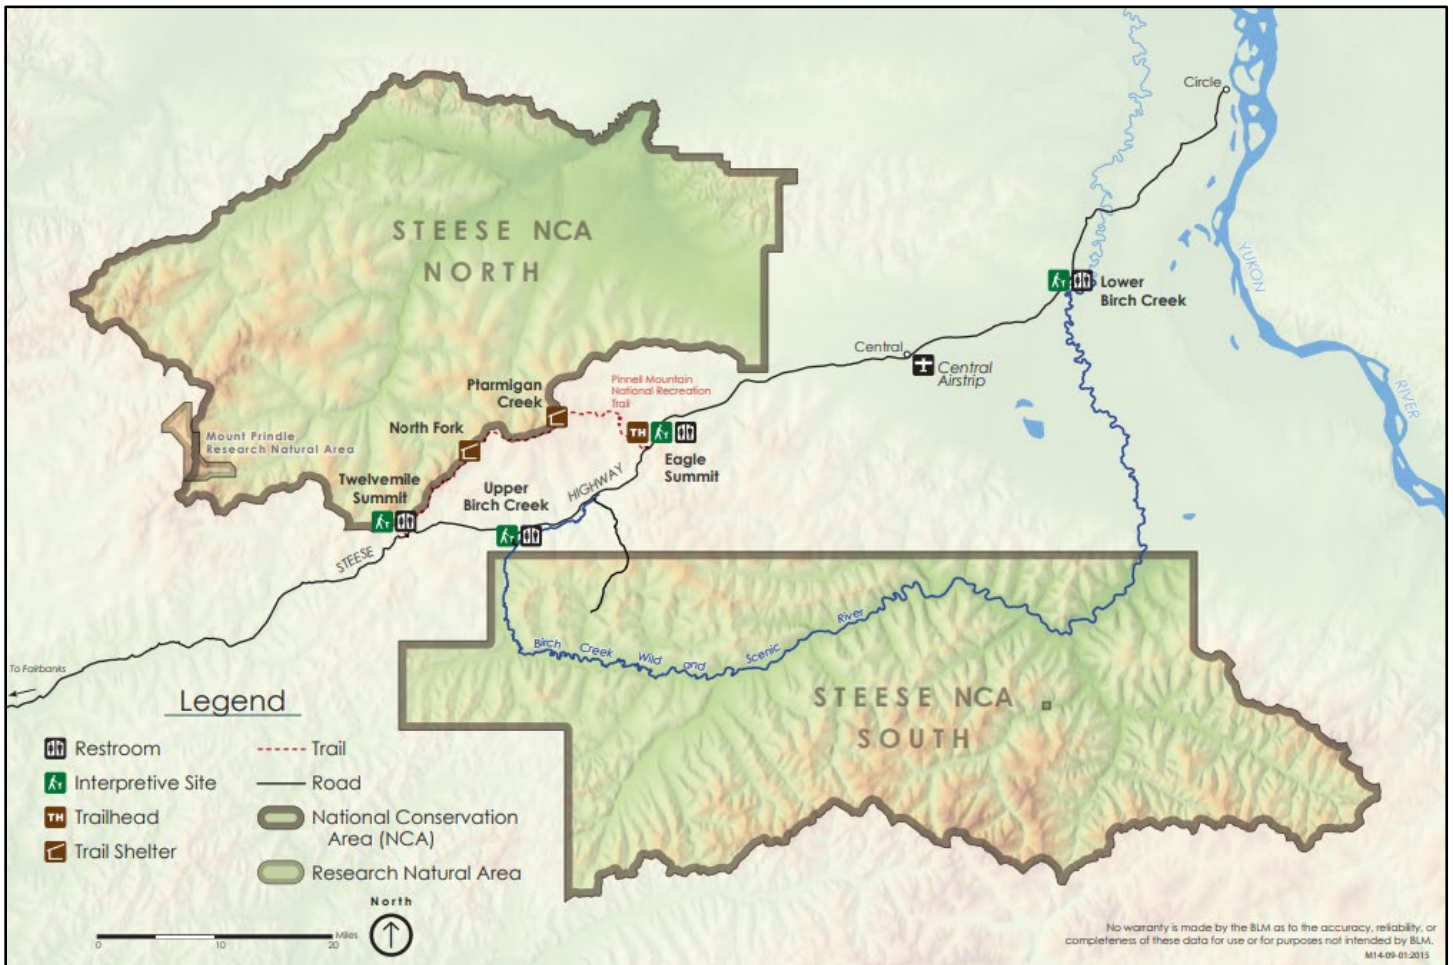 Circle
STEESE NCA
NORTH
YUKON
RIVER
Lower
Birch Creek
Central
Central
Airstrip
Ptarmigan
Creek
Pinnell Mountain
National Recreation
Trail
North Fork
TH
Mount Prindle
Research Natural Area
Eagle
Summit
Twelvemile
Summit
Upper
Birch Creek
HIGHWAY
STEESE
Birch Creek Wild and Scenic River
To Fairbanks
STEESE NCA
SOUTH
Legend
Restroom
Interpretive Site
TH Trailhead
Trail Shelter
Trail
Road
National Conservation
Area (NCA)
Research Natural Area
North
Miles
0 10 20
No warranty is made by the BLM as to the accuracy, reliability, or
completeness of these data for use or for purposes not intended by BLM.
M14-09-01:2015